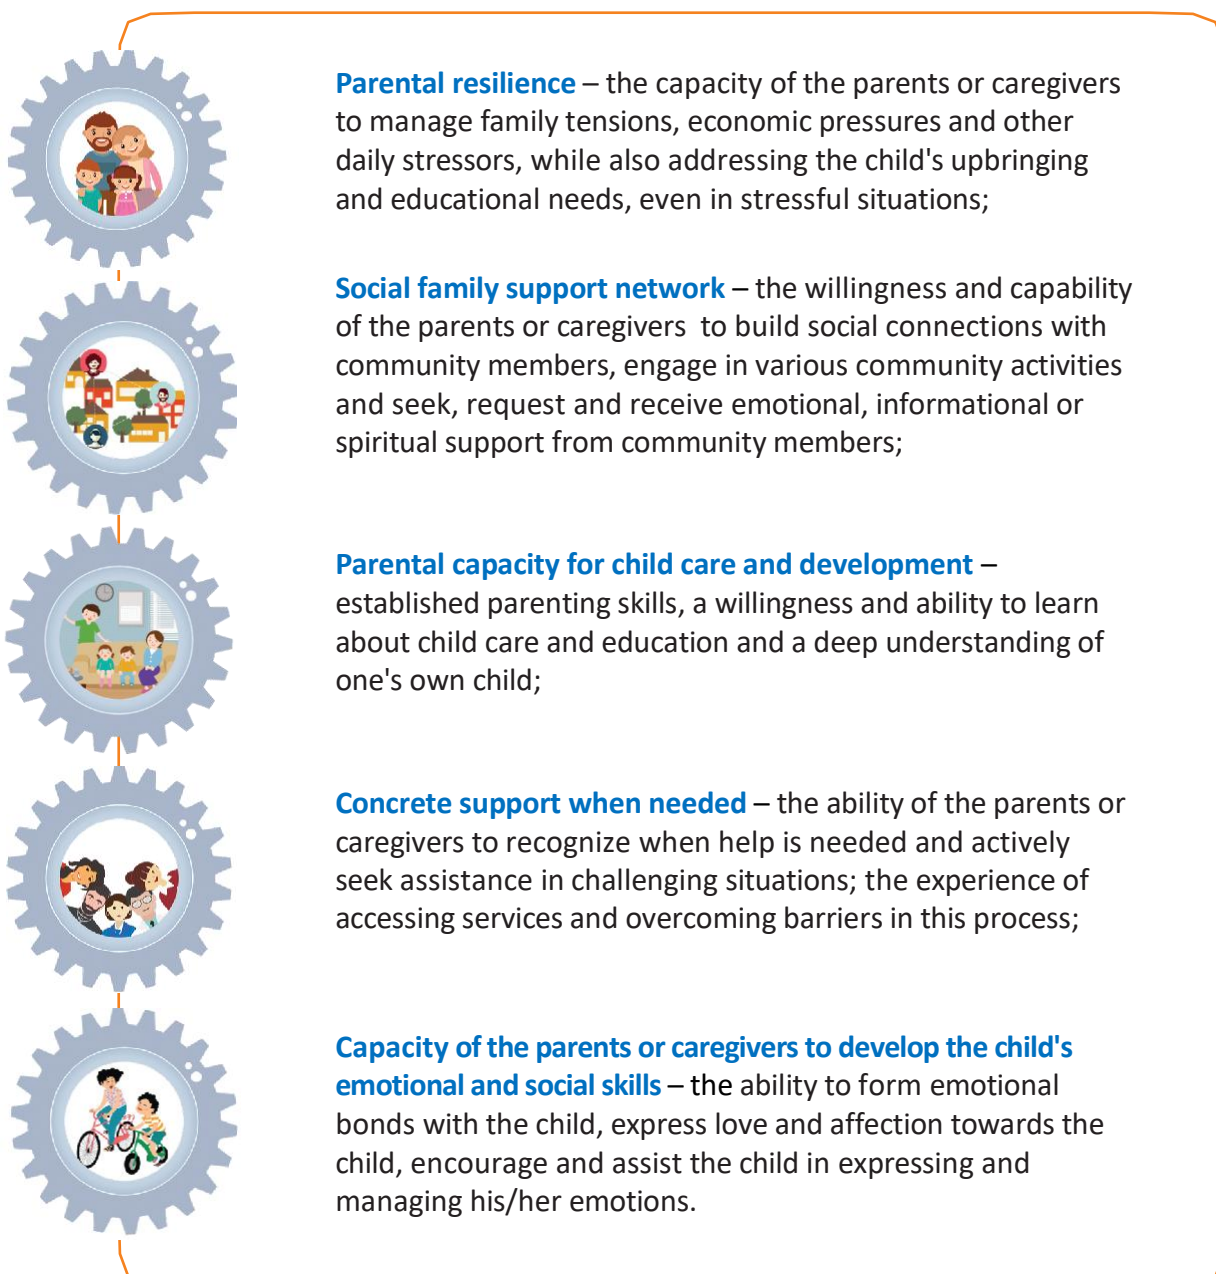 Parental resilience – the capacity of the parents or caregivers
to manage family tensions, economic pressures and other
daily stressors, while also addressing the child's upbringing
and educational needs, even in stressful situations;
Social family support network – the willingness and capability
of the parents or caregivers  to build social connections with
community members, engage in various community activities
and seek, request and receive emotional, informational or
spiritual support from community members;
Parental capacity for child care and development –
established parenting skills, a willingness and ability to learn
about child care and education and a deep understanding of
one's own child;
Concrete support when needed – the ability of the parents or
caregivers to recognize when help is needed and actively
seek assistance in challenging situations; the experience of
accessing services and overcoming barriers in this process;
Capacity of the parents or caregivers to develop the child's
emotional and social skills – the ability to form emotional
bonds with the child, express love and affection towards the
child, encourage and assist the child in expressing and
managing his/her emotions.